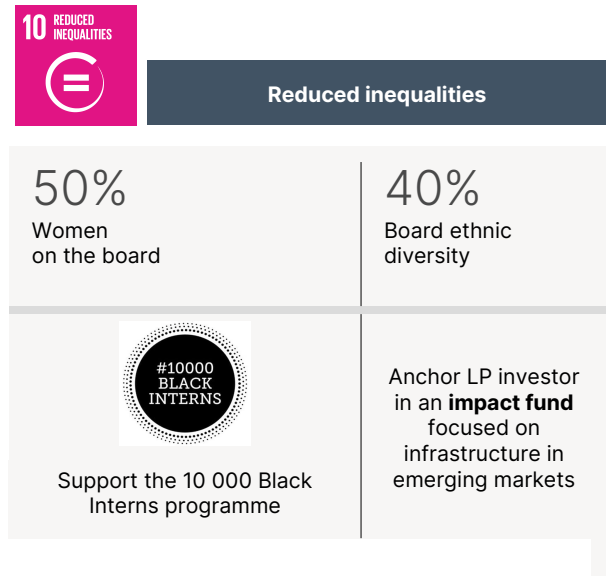 10 REDUCED
INEQUALITIES
Reduced inequalities
50%
Women
on the board
40%
Board ethnic
diversity
#10000
BLACK
INTERNS
Support the 10 000 Black
Interns programme
Anchor LP investor
in an impact fund
focused on
infrastructure in
emerging markets